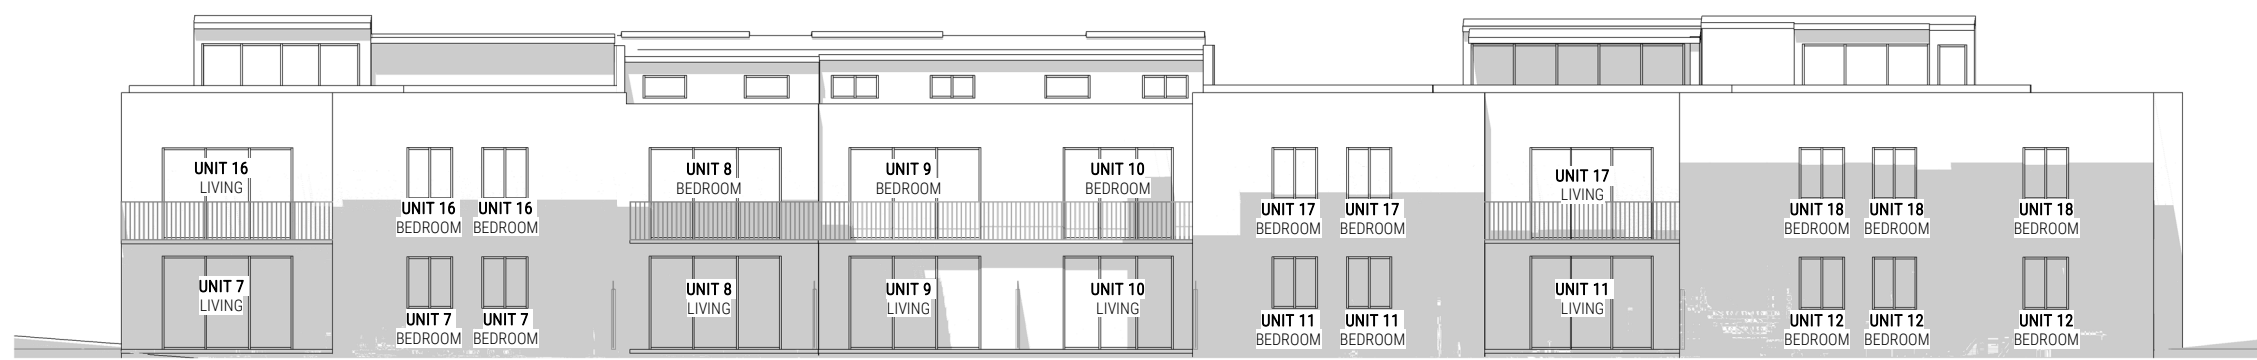 UNIT 16
LIVING
UNIT 16
BEDROOM
UNIT 16
BEDROOM
UNIT 8
BEDROOM
UNIT 9
BEDROOM
UNIT 10
BEDROOM
UNIT 17
BEDROOM
UNIT 17
BEDROOM
UNIT 17
LIVING
UNIT 18
BEDROOM
UNIT 18
BEDROOM
UNIT 18
BEDROOM
UNIT 7
LIVING
UNIT 7
BEDROOM
UNIT 7
BEDROOM
UNIT 8
LIVING
UNIT 9
LIVING
UNIT 10
LIVING
UNIT 11
BEDROOM
UNIT 11
BEDROOM
UNIT 11
LIVING
UNIT 12
BEDROOM
UNIT 12
BEDROOM
UNIT 12
BEDROOM